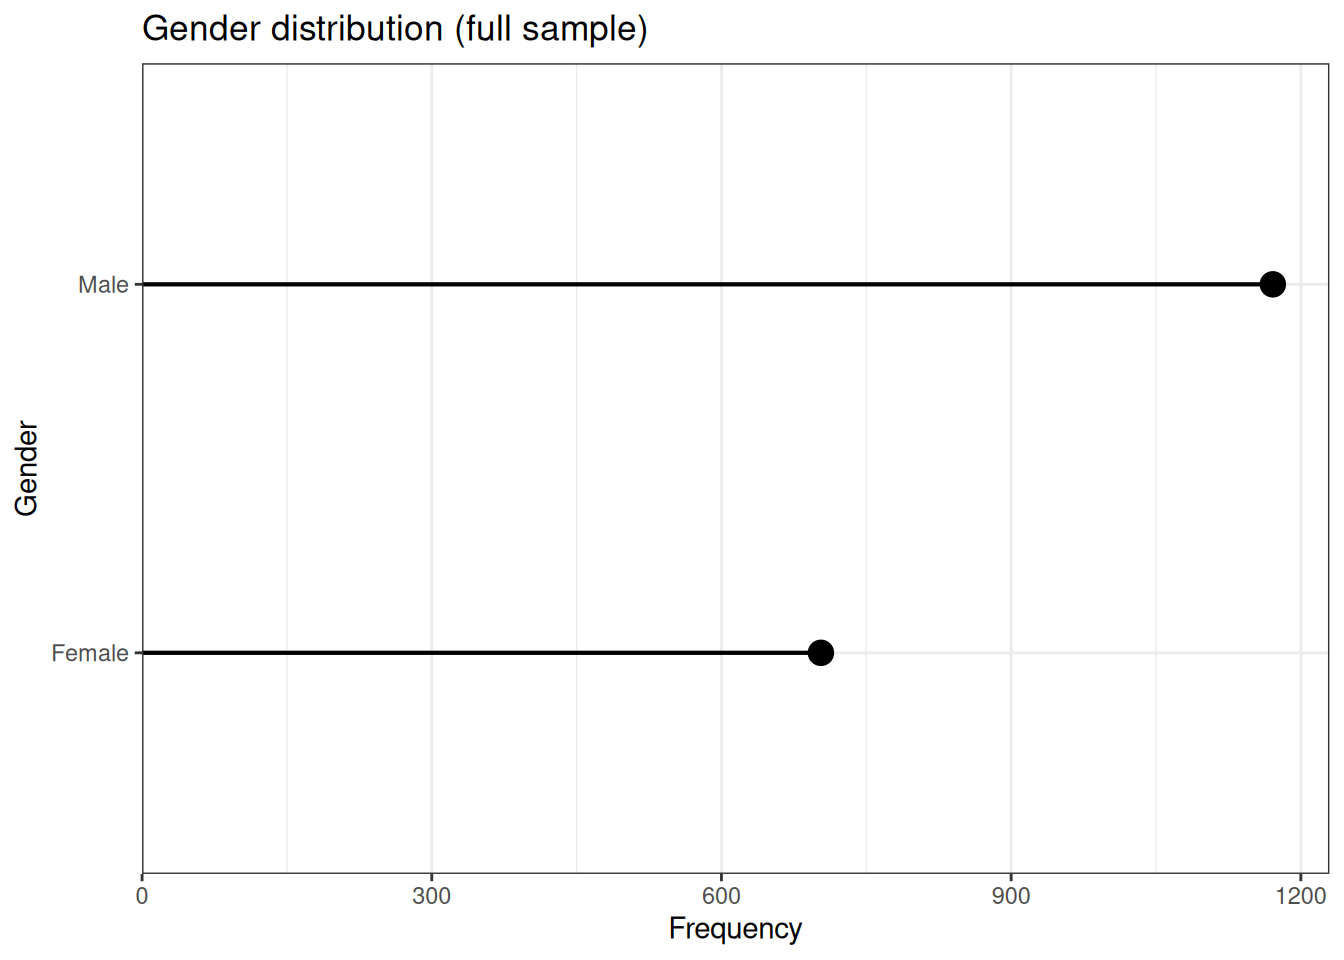 Gender distribution (full sample)
Male
Gender
Female
0 300 600 900 1200
Frequency